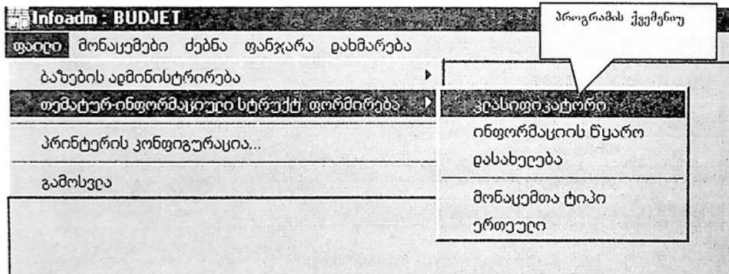 Infoadm : BUDJET
პროგრამის ქვემენიუ
ფაილი მონაცემები ძებნა ფანჯარა დახმარება
ბაზების ადმინისტრირება
თემატურ-ინფორმაციული სტრუქტ. ფორმირება
კლასიფიკატორი
ინფორმაციის წყარო
პრინტერის კონფიგურაცია...
დასახელება
გამოსვლა
მონაცემთა ტიპი
ერთეული